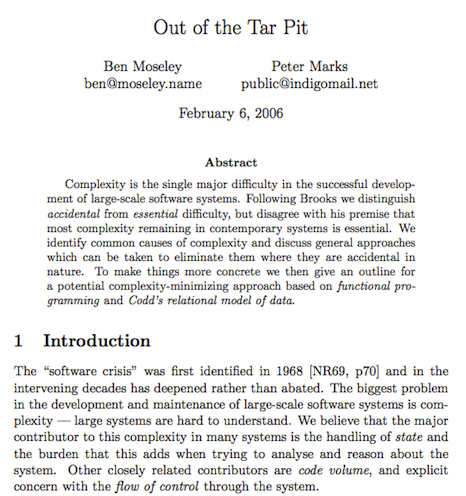 Out of the Tar Pit
Ben Moseley
ben@moseley.name
Peter Marks
public@indigomail.net
February 6, 2006
Abstract
Complexity is the single major difficulty in the successful develop-
ment of large-scale software systems. Following Brooks we distinguish
accidental from essential difficulty, but disagree with his premise that
most complexity remaining in contemporary systems is essential. We
identify common causes of complexity and discuss general approaches
which can be taken to eliminate them where they are accidental in
nature. To make things more concrete we then give an outline for
a potential complexity-minimizing approach based on functional pro-
gramming and Codd's relational model of data.
1 Introduction
The “software crisis” was first identified in 1968 [NR69, p70] and in the
intervening decades has deepened rather than abated. The biggest problem
in the development and maintenance of large-scale software systems is com-
plexity — large systems are hard to understand. We believe that the major
contributor to this complexity in many systems is the handling of state and
the burden that this adds when trying to analyse and reason about the
system. Other closely related contributors are code volume, and explicit
concern with the flow of control through the system.